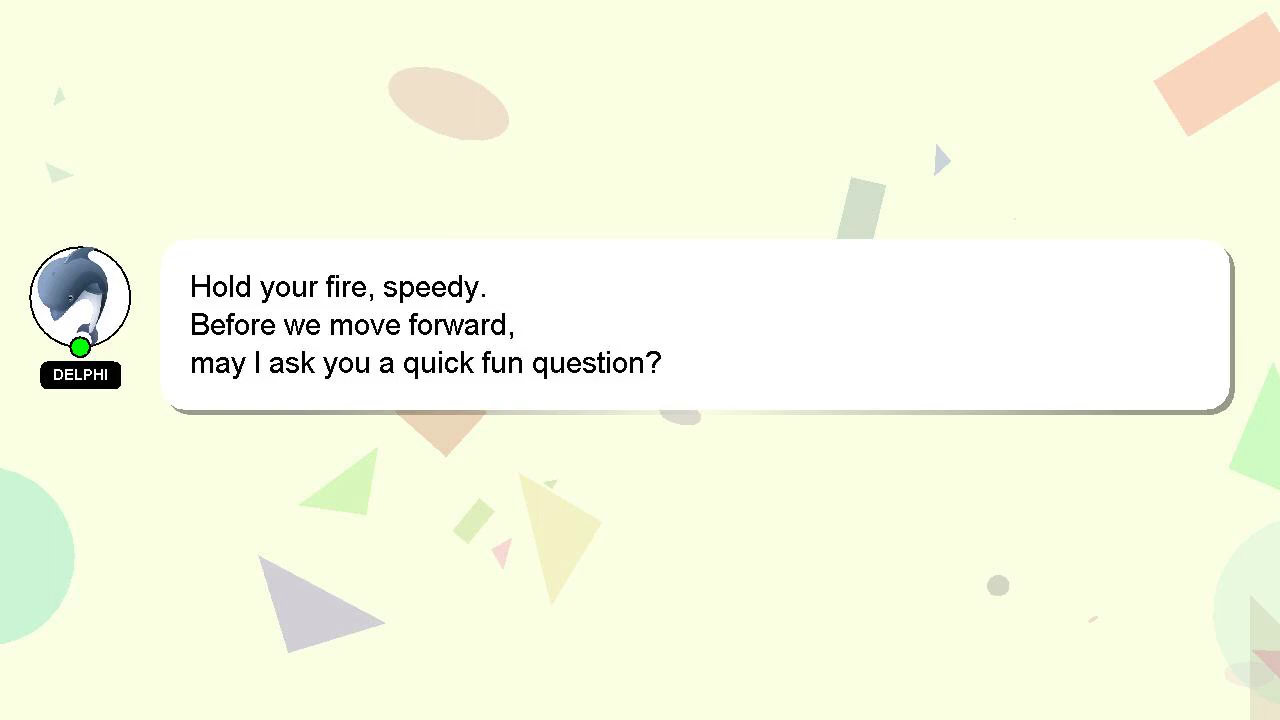 Hold your fire, speedy.
Before we move forward,
may I ask you a quick fun question?
DELPHI